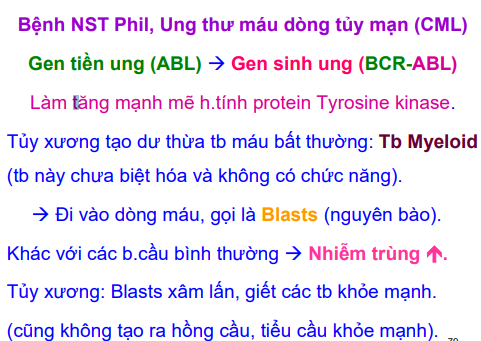 Bệnh NST Phil, Ung thư máu dòng tủy mạn (CML)
Gen tiền ung (ABL) → Gen sinh ung (BCR-ABL)
Làm tăng mạnh mẽ h.tính protein Tyrosine kinase.
Tủy xương tạo dư thừa tb máu bất thường: Tb Myeloid
(tb này chưa biệt hóa và không có chức năng).
→ Đi vào dòng máu, gọi là Blasts (nguyên bào).
Khác với các b.cầu bình thường → Nhiễm trùng ↑.
Tủy xương: Blasts xâm lấn, giết các tb khỏe mạnh.
(cũng không tạo ra hồng cầu, tiểu cầu khỏe mạnh).